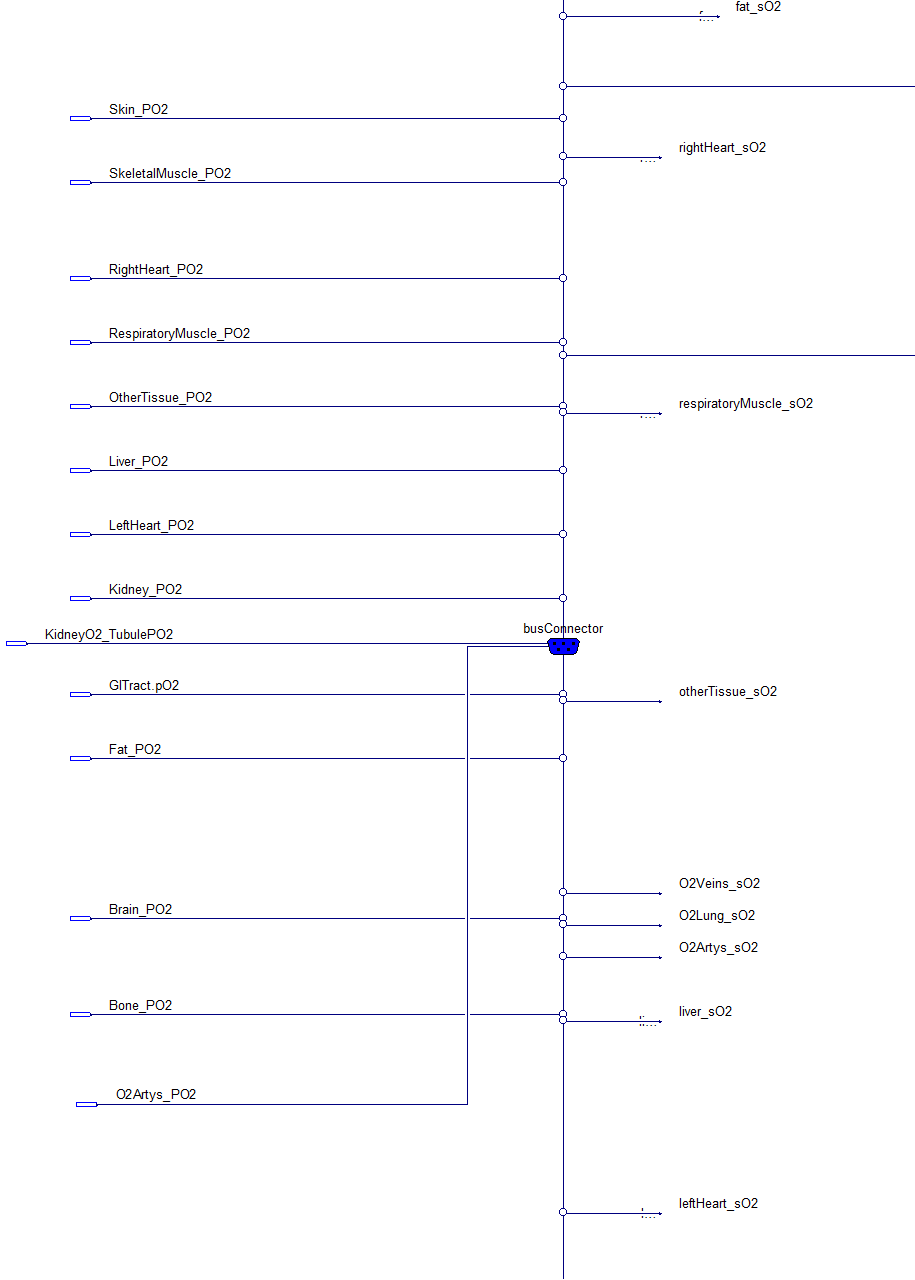 fat_sO2
Skin_PO2
rightHeart_sO2
SkeletalMuscle_PO2
RightHeart_PO2
RespiratoryMuscle_PO2
OtherTissue_PO2
respiratoryMuscle_sO2
Liver_PO2
LeftHeart_PO2
Kidney_PO2
busConnector
KidneyO2_TubulePO2
GITract.pO2
otherTissue_sO2
Fat_PO2
O2Veins_sO2
Brain_PO2
O2Lung_sO2
O2Artys_sO2
Bone_PO2
liver_sO2
O2Artys_PO2
leftHeart_sO2